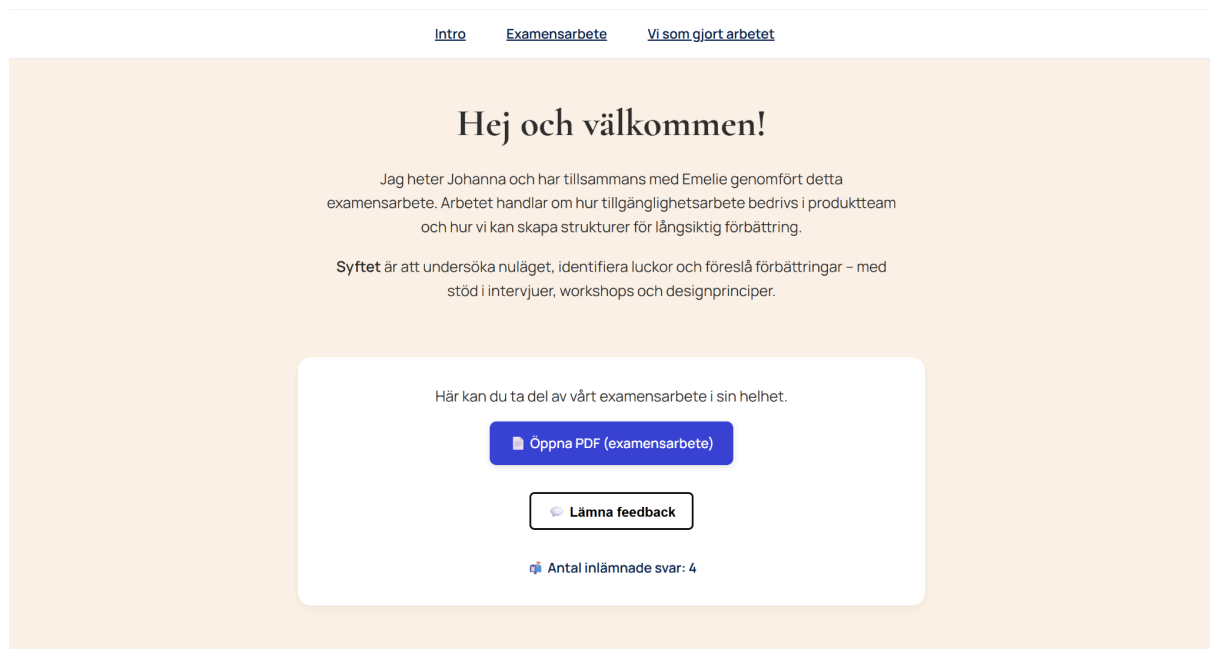 Intro Examensarbete Vi som gjort arbetet
Hej och välkommen!
Jag heter Johanna och har tillsammans med Emelie genomfört detta
examensarbete. Arbetet handlar om hur tillgänglighetsarbete bedrivs i produktteam
och hur vi kan skapa strukturer för långsiktig förbättring.
Syftet är att undersöka nuläget, identifiera luckor och föreslå förbättringar – med
stöd i intervjuer, workshops och designprinciper.
Här kan du ta del av vårt examensarbete i sin helhet.
📄 Öppna PDF (examensarbete)
💬 Lämna feedback
📬 Antal inlämnade svar: 4